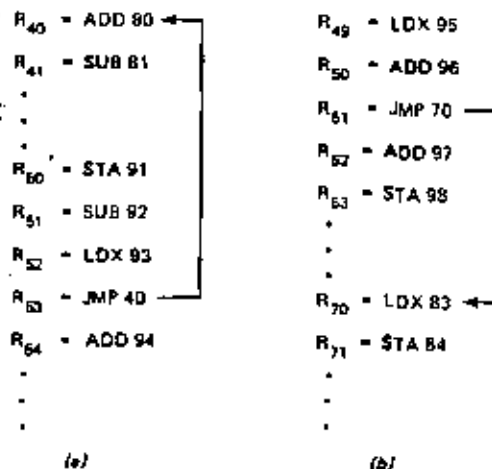 R40 = ADD 80
R41 = SUB 81
R50 = STA 91
R51 = SUB 92
R52 = LDX 93
R53 = JMP 40
R54 = ADD 94
(a)
R49 = LDX 95
R50 = ADD 96
R51 = JMP 70
R52 = ADD 97
R53 = STA 98
R70 = LDX 83
R71 = STA 84
(b)